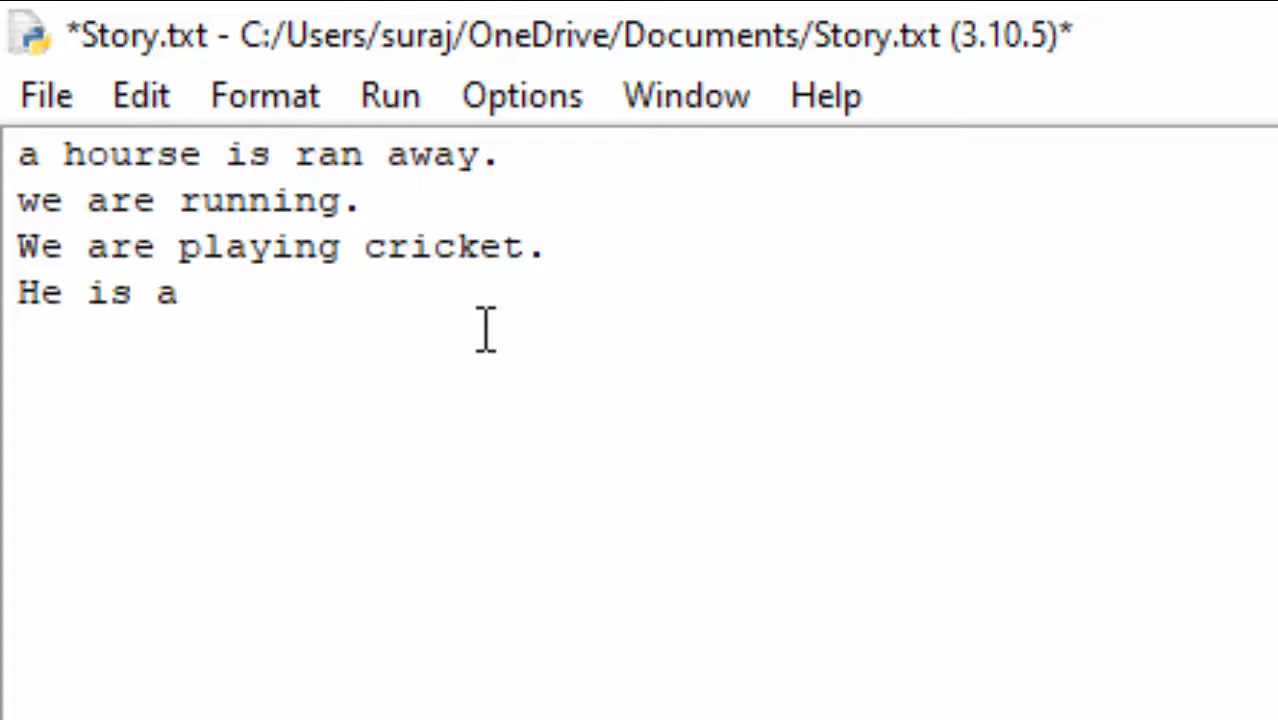 *Story.txt - C:/Users/suraj/OneDrive/Documents/Story.txt (3.10.5)*
File Edit Format Run Options Window Help
a hourse is ran away.
we are running.
We are playing cricket.
He is a